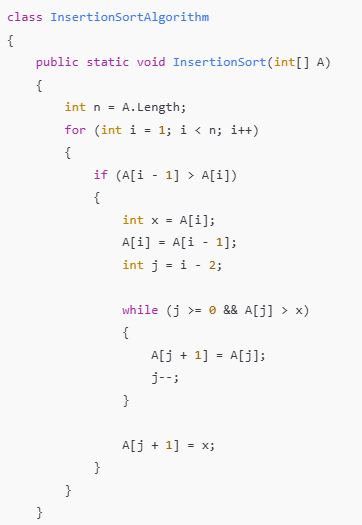 class InsertionSortAlgorithm
{
    public static void InsertionSort(int[] A)
    {
        int n = A.Length;
        for (int i = 1; i < n; i++)
        {
            if (A[i - 1] > A[i])
            {
                int x = A[i];
                A[i] = A[i - 1];
                int j = i - 2;

                while (j >= 0 && A[j] > x)
                {
                    A[j + 1] = A[j];
                    j--;
                }

                A[j + 1] = x;
            }
        }
    }